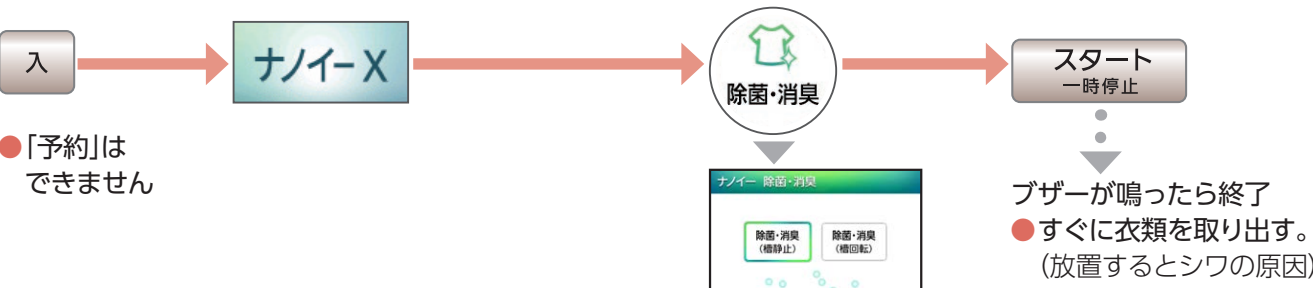 入
ナノイー X
除菌・消臭
スタート
一時停止
●「予約」は
できません
ナノイー 除菌・消臭
除菌・消臭
(槽静止)
除菌・消臭
(槽回転)
ブザーが鳴ったら終了
●すぐに衣類を取り出す。
(放置するとシワの原因)